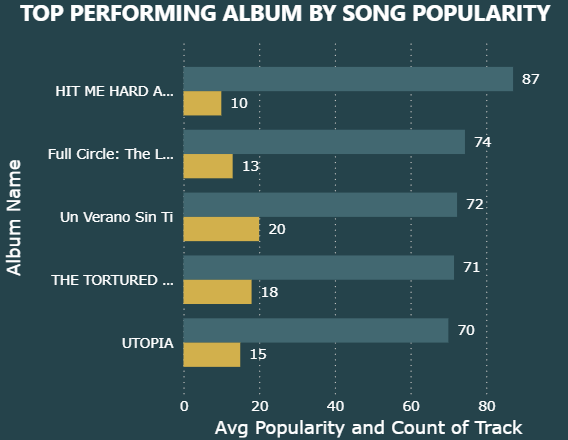 TOP PERFORMING ALBUM BY SONG POPULARITY
Album Name
HIT ME HARD A...
87
10
Full Circle: The L...
74
13
Un Verano Sin Ti
72
20
THE TORTURED ...
71
18
UTOPIA
70
15
0 20 40 60 80
Avg Popularity and Count of Track